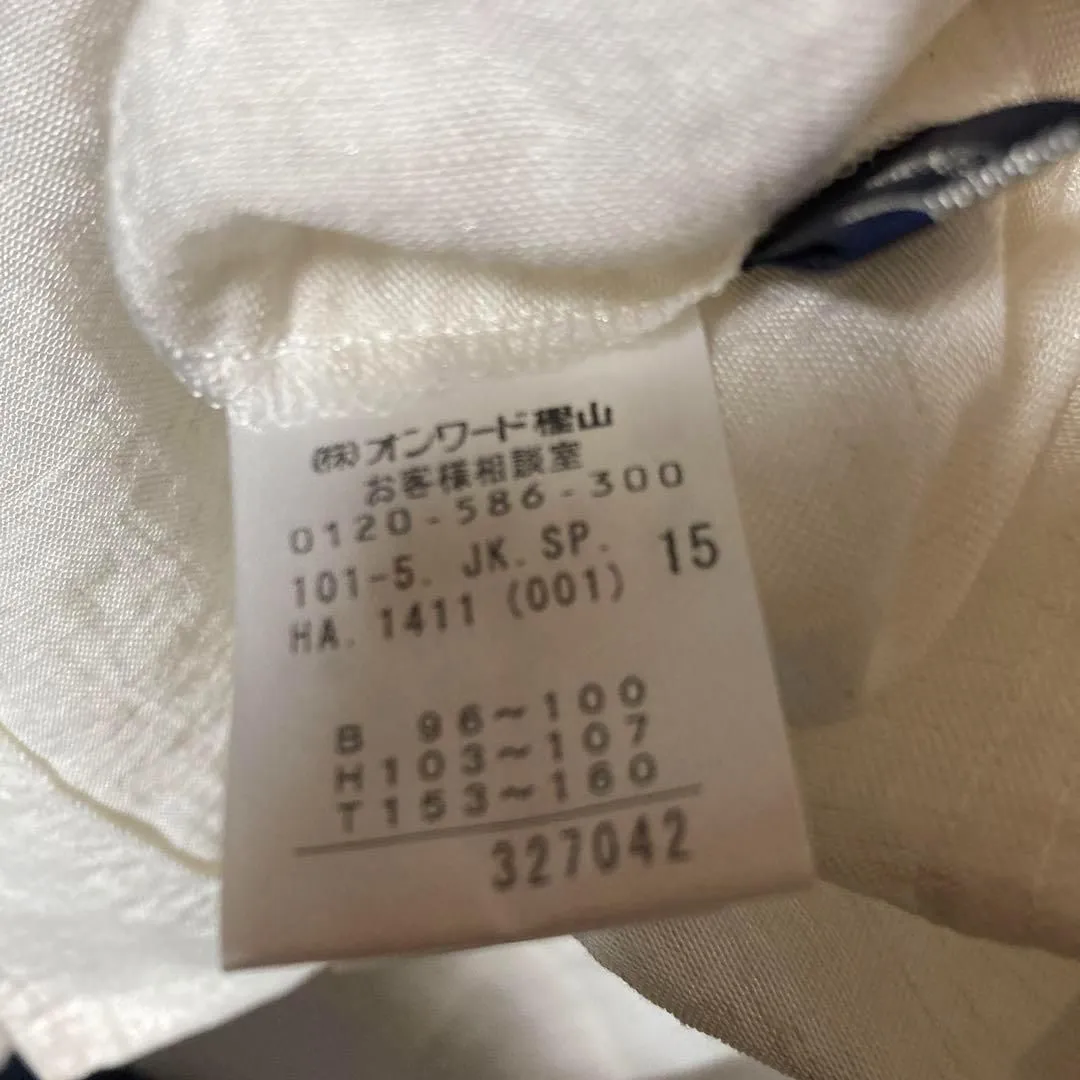 (株)オンワード樫山
お客様相談室
0120-586-300
101-5. JK. SP. 15
HA. 1411 (001)
B 96~100
H103~107
T153~160
327042